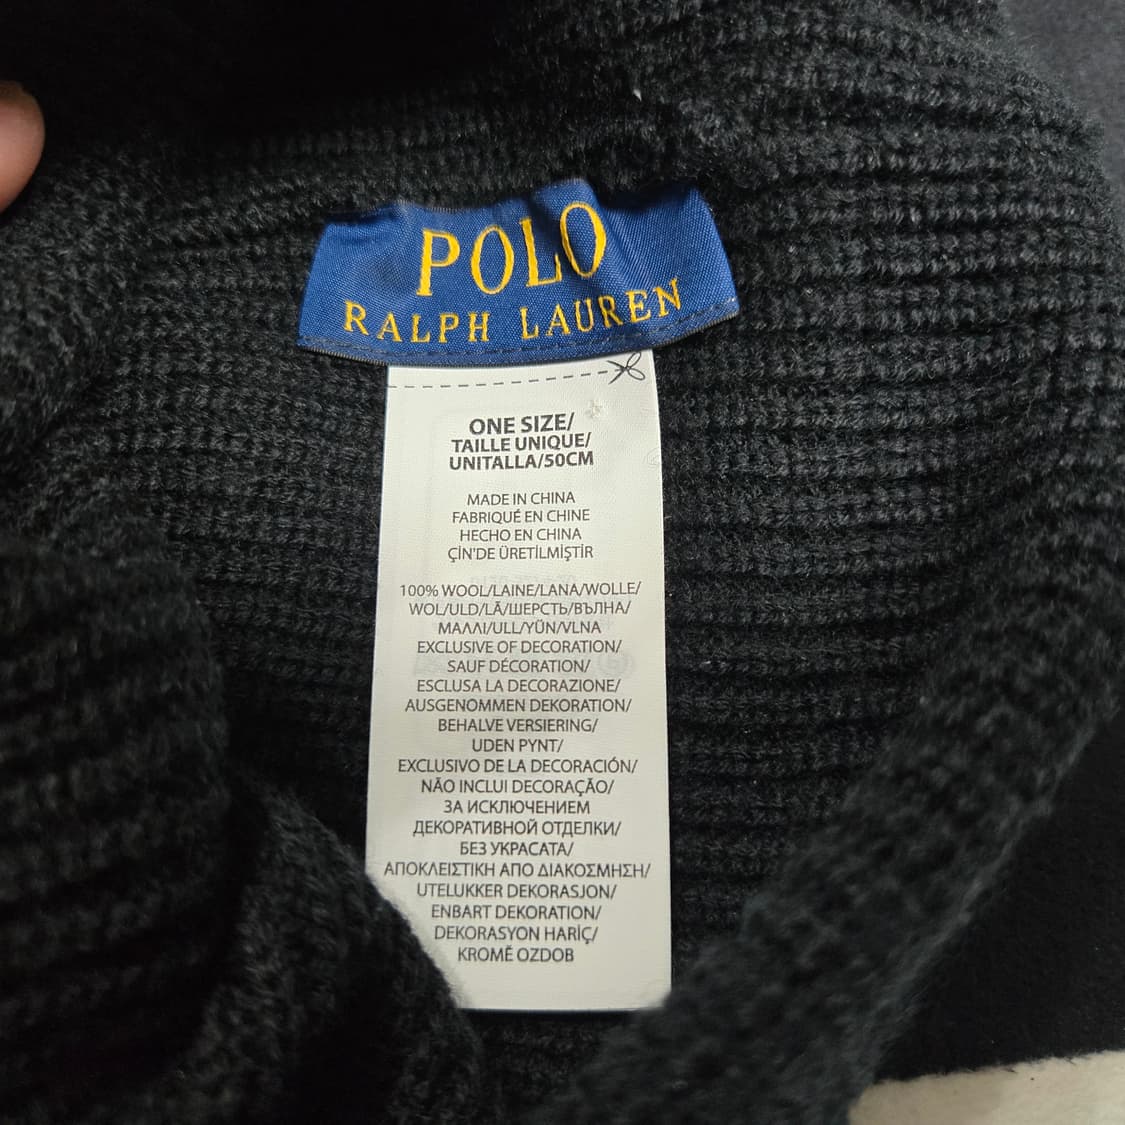 POLO
RALPH LAUREN
ONE SIZE/
TAILLE UNIQUE/
UNITALLA/50CM
MADE IN CHINA
FABRIQUÉ EN CHINE
HECHO EN CHINA
ÇİN'DE ÜRETİLMİŞTİR
100% WOOL/LAINE/LANA/WOLLE/
WOL/ULD/LÃ/ШЕРСТЬ/ВЪЛНА/
ΜΑΛΛΙ/ULL/YÜN/VLNA
EXCLUSIVE OF DECORATION/
SAUF DÉCORATION/
ESCLUSA LA DECORAZIONE/
AUSGENOMMEN DEKORATION/
BEHALVE VERSIERING/
UDEN PYNT/
EXCLUSIVO DE LA DECORACIÓN/
NÃO INCLUI DECORAÇÃO/
ЗА ИСКЛЮЧЕНИЕМ
ДЕКОРАТИВНОЙ ОТДЕЛКИ/
БЕЗ УКРАСАТА/
ΑΠΟΚΛΕΙΣΤΙΚΗ ΑΠΟ ΔΙΑΚΟΣΜΗΣΗ/
UTELUKKER DEKORASJON/
ENBART DEKORATION/
DEKORASYON HARİÇ/
KROMĚ OZDOB